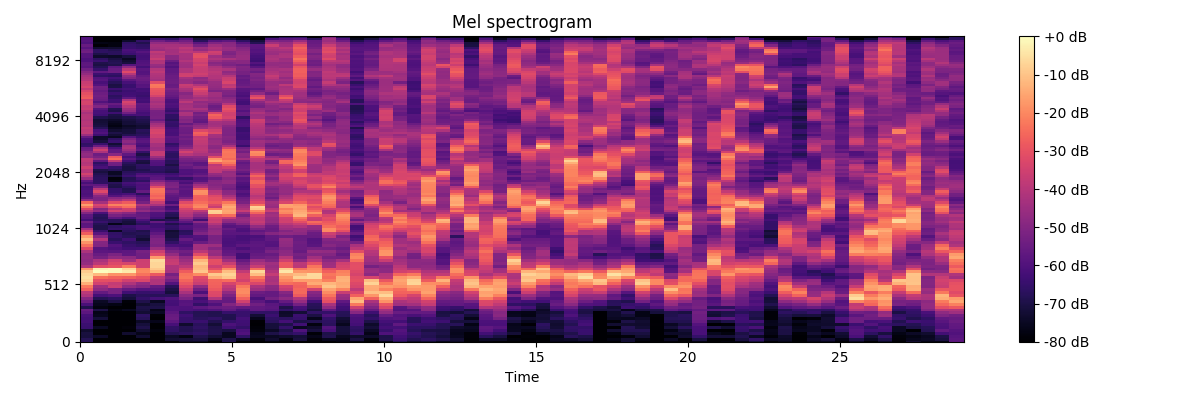 Mel spectrogram
Hz
8192
4096
2048
1024
512
0
0 5 10 15 20 25
Time
+0 dB
-10 dB
-20 dB
-30 dB
-40 dB
-50 dB
-60 dB
-70 dB
-80 dB